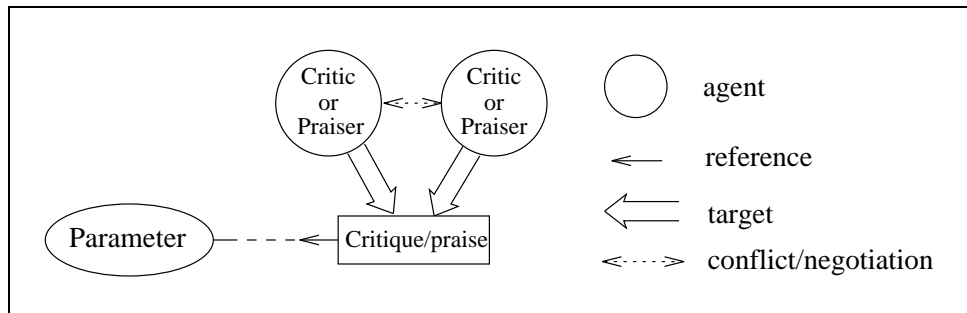 Critic
or
Praiser
Critic
or
Praiser
agent
reference
target
conflict/negotiation
Parameter
Critique/praise